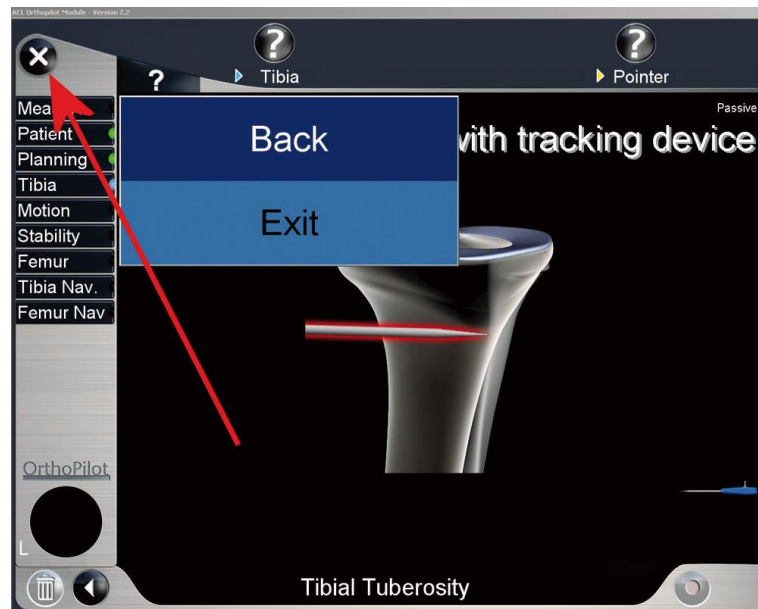 ACL Orthopilot Module - Version 2.2
?
?
?
Tibia
Pointer
Passive
with tracking device
Back
Exit
Patient
Planning
Tibia
Motion
Stability
Femur
Tibia Nav.
Femur Nav
OrthoPilot
L
Tibial Tuberosity